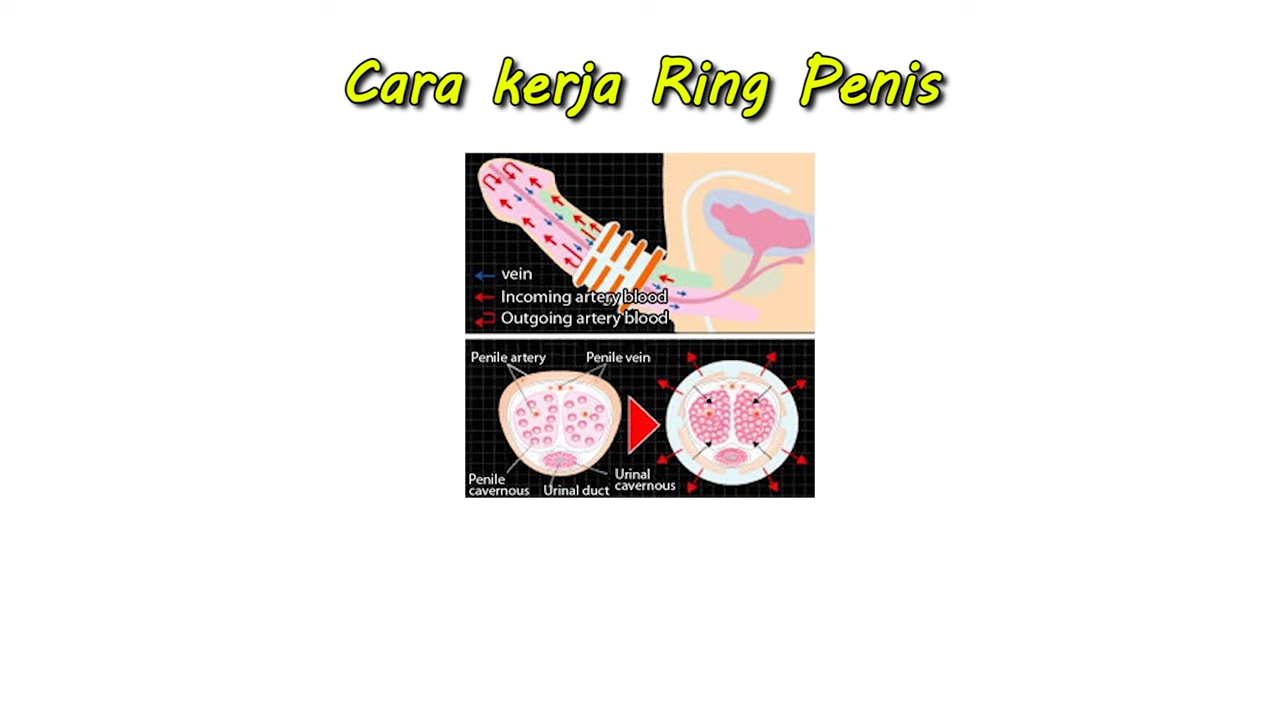 Cara kerja Ring Penis
vein
Incoming artery blood
Outgoing artery blood
Penile artery
Penile vein
Penile
cavernous
Urinal duct
Urinal
cavernous